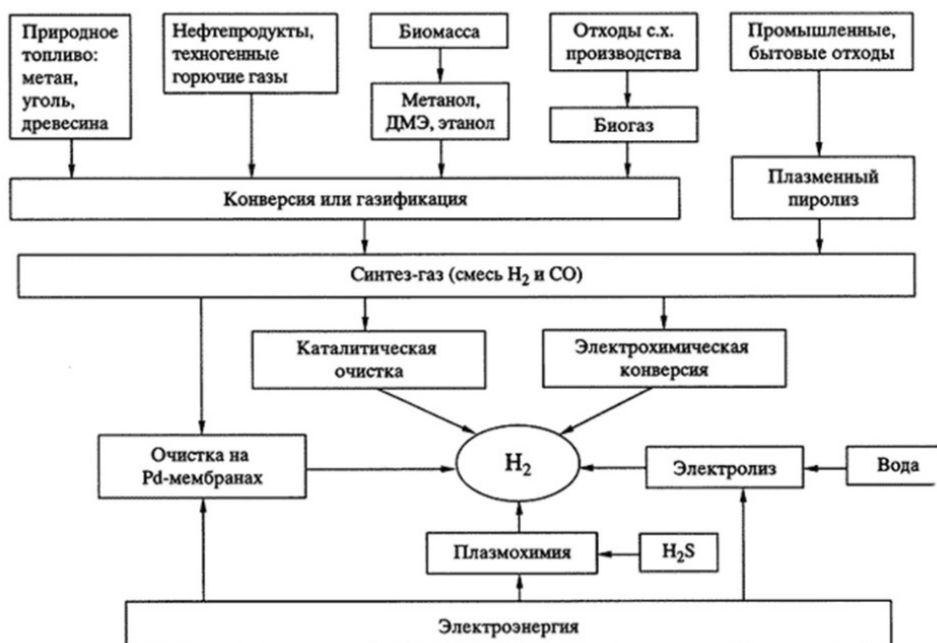 Природное
топливо:
метан,
уголь,
древесина
Нефтепродукты,
техногенные
горючие газы
Биомасса
Метанол,
ДМЭ, этанол
Отходы с.х.
производства
Биогаз
Промышленные,
бытовые отходы
Плазменный
пиролиз
Конверсия или газификация
Синтез-газ (смесь H₂ и CO)
Каталитическая
очистка
Электрохимическая
конверсия
Очистка на
Pd-мембранах
H₂
Электролиз
Вода
Плазмохимия
H₂S
Электроэнергия